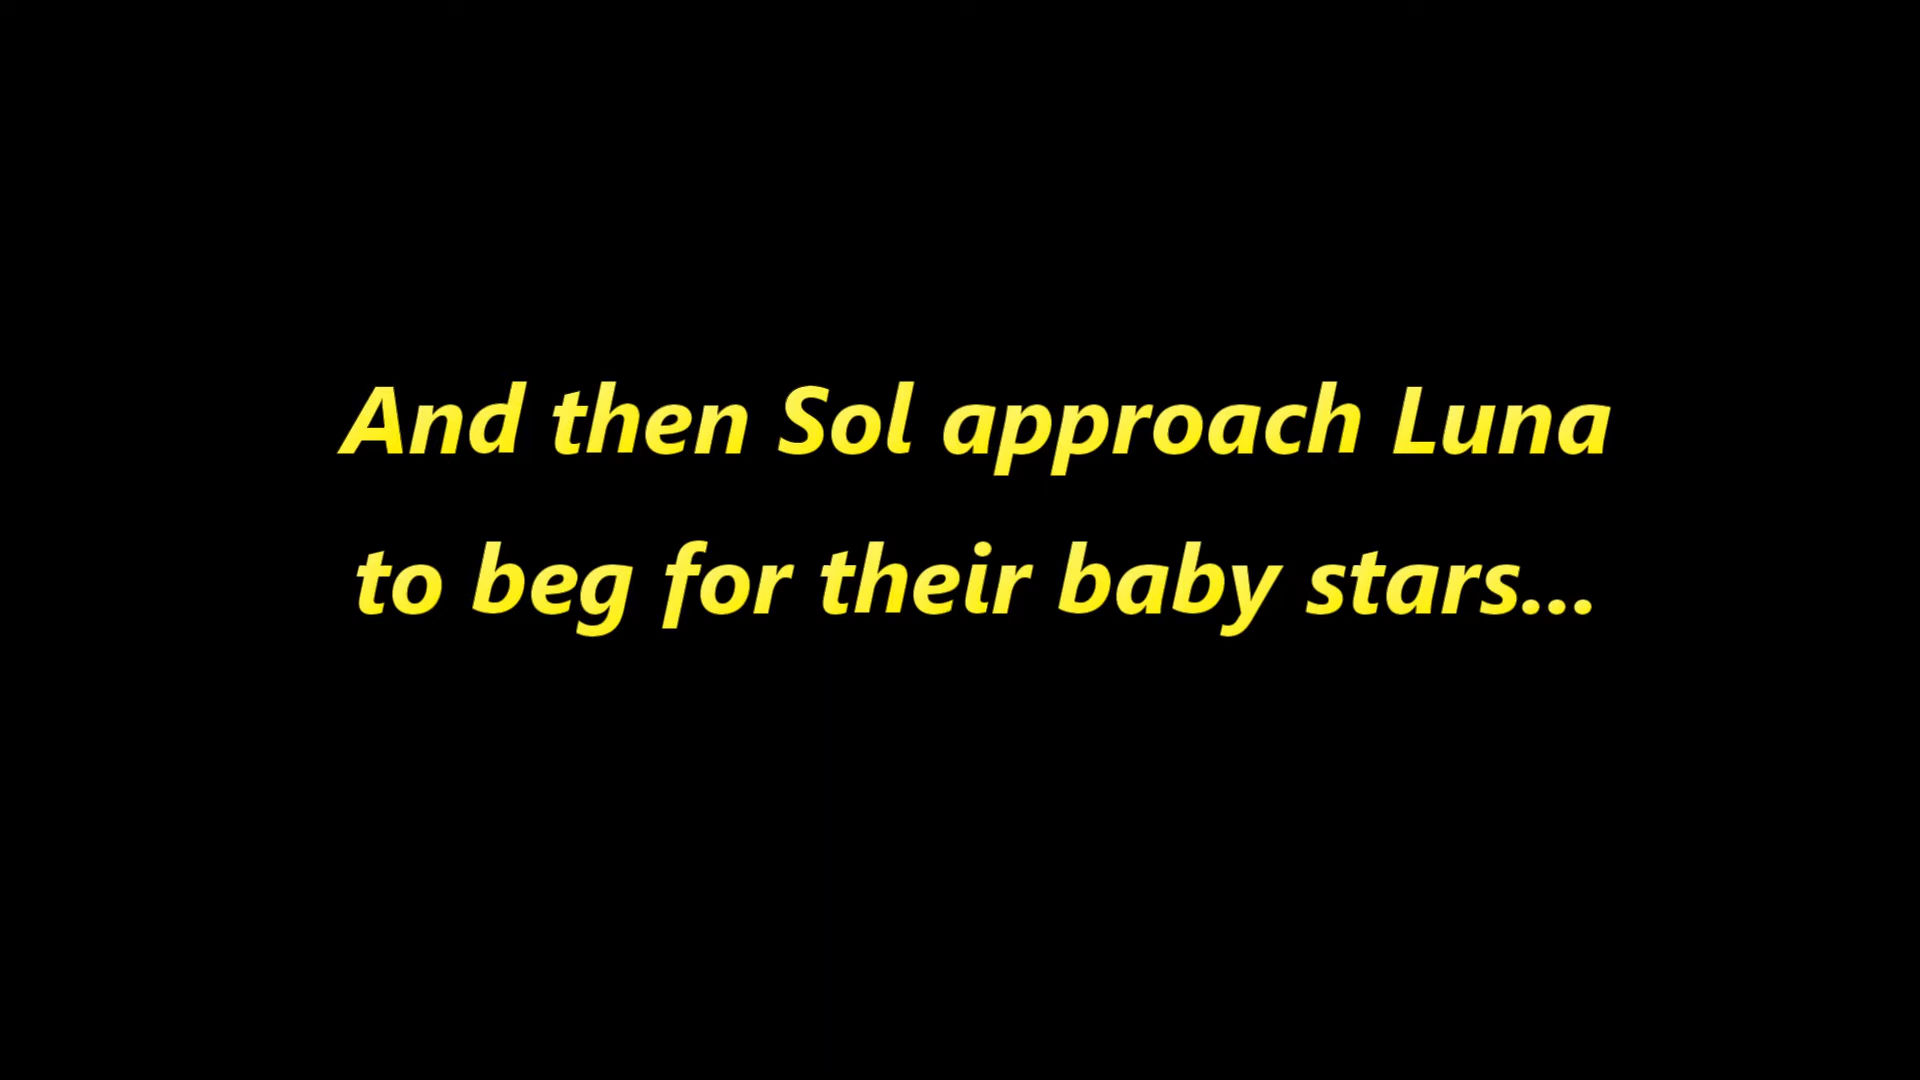 And then Sol approach Luna
to beg for their baby stars...